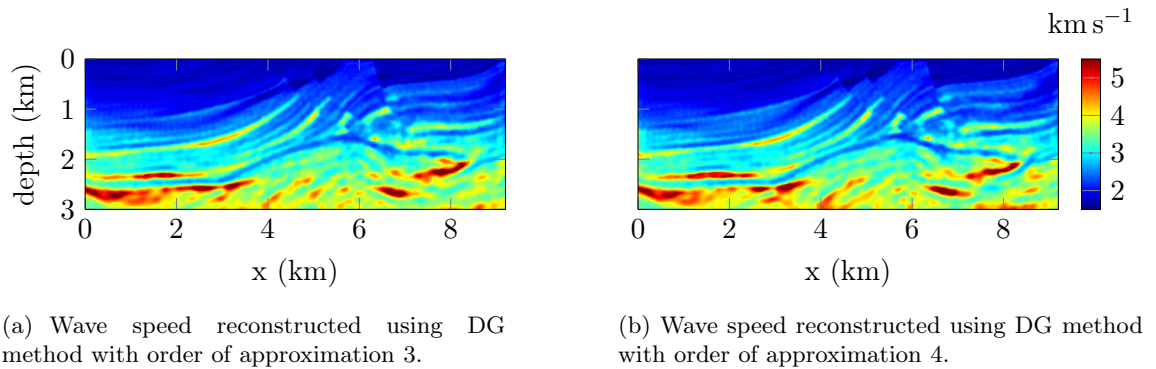 km s−1
0
1
2
3
depth (km)
0 2 4 6 8
x (km)
0 2 4 6 8
x (km)
5
4
3
2
(a) Wave speed reconstructed using DG
method with order of approximation 3.
(b) Wave speed reconstructed using DG method
with order of approximation 4.